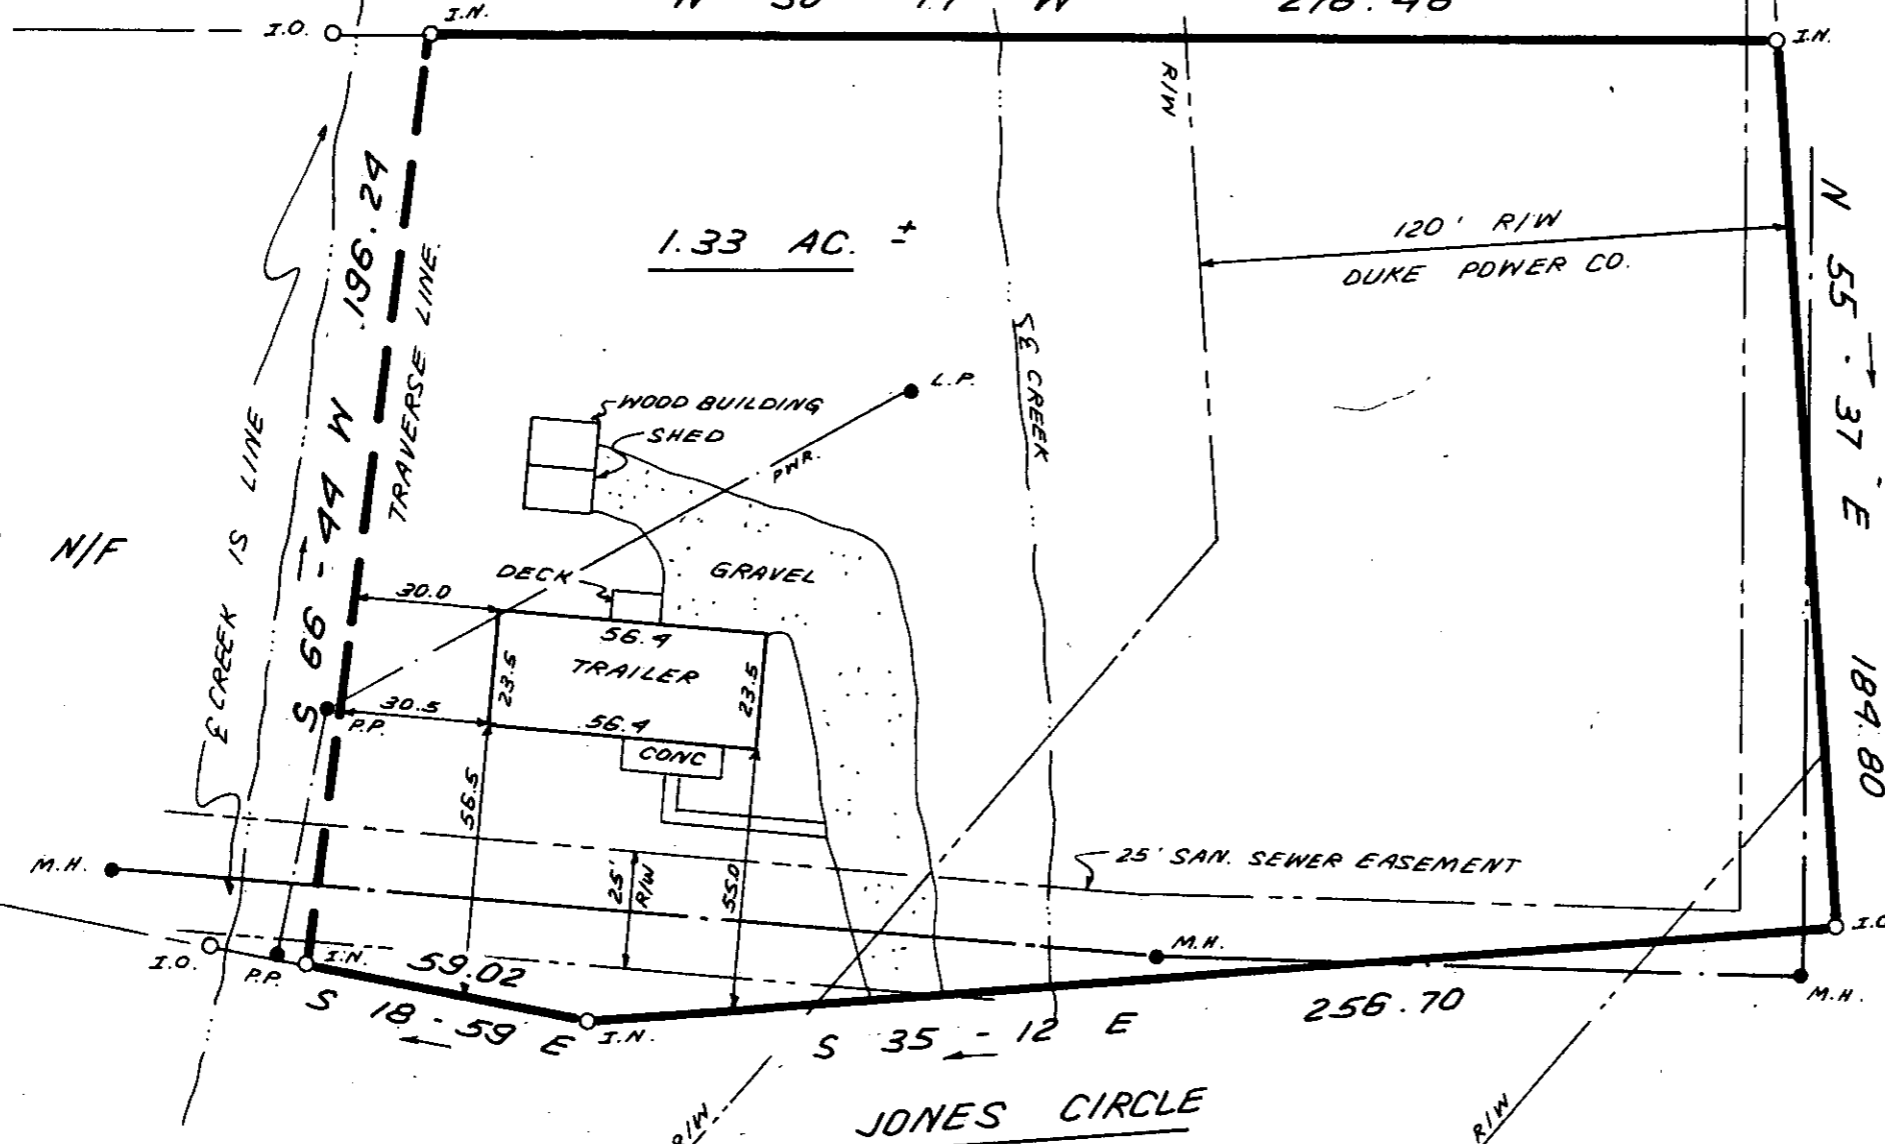 I.N.
I.O.
I.N.
R/W
196.24
TRAVERSE LINE.
1.33 AC. ±
120' R/W
DUKE POWER CO.
N 55 - 37 E
184.80
L.P.
WOOD BUILDING
SHED
PWR.
℄ CREEK
℄ CREEK IS LINE
S 66 - 44 W
N/F
DECK
GRAVEL
30.0
56.4
TRAILER
23.5
23.5
30.5
P.P.
56.4
CONC
56.5
25'
R/W
55.0
25' SAN. SEWER EASEMENT
M.H.
M.H.
I.O.
P.P.
I.N.
59.02
S 18 - 59 E
I.N.
S 35 - 12 E
256.70
M.H.
JONES CIRCLE
R/W
R/W